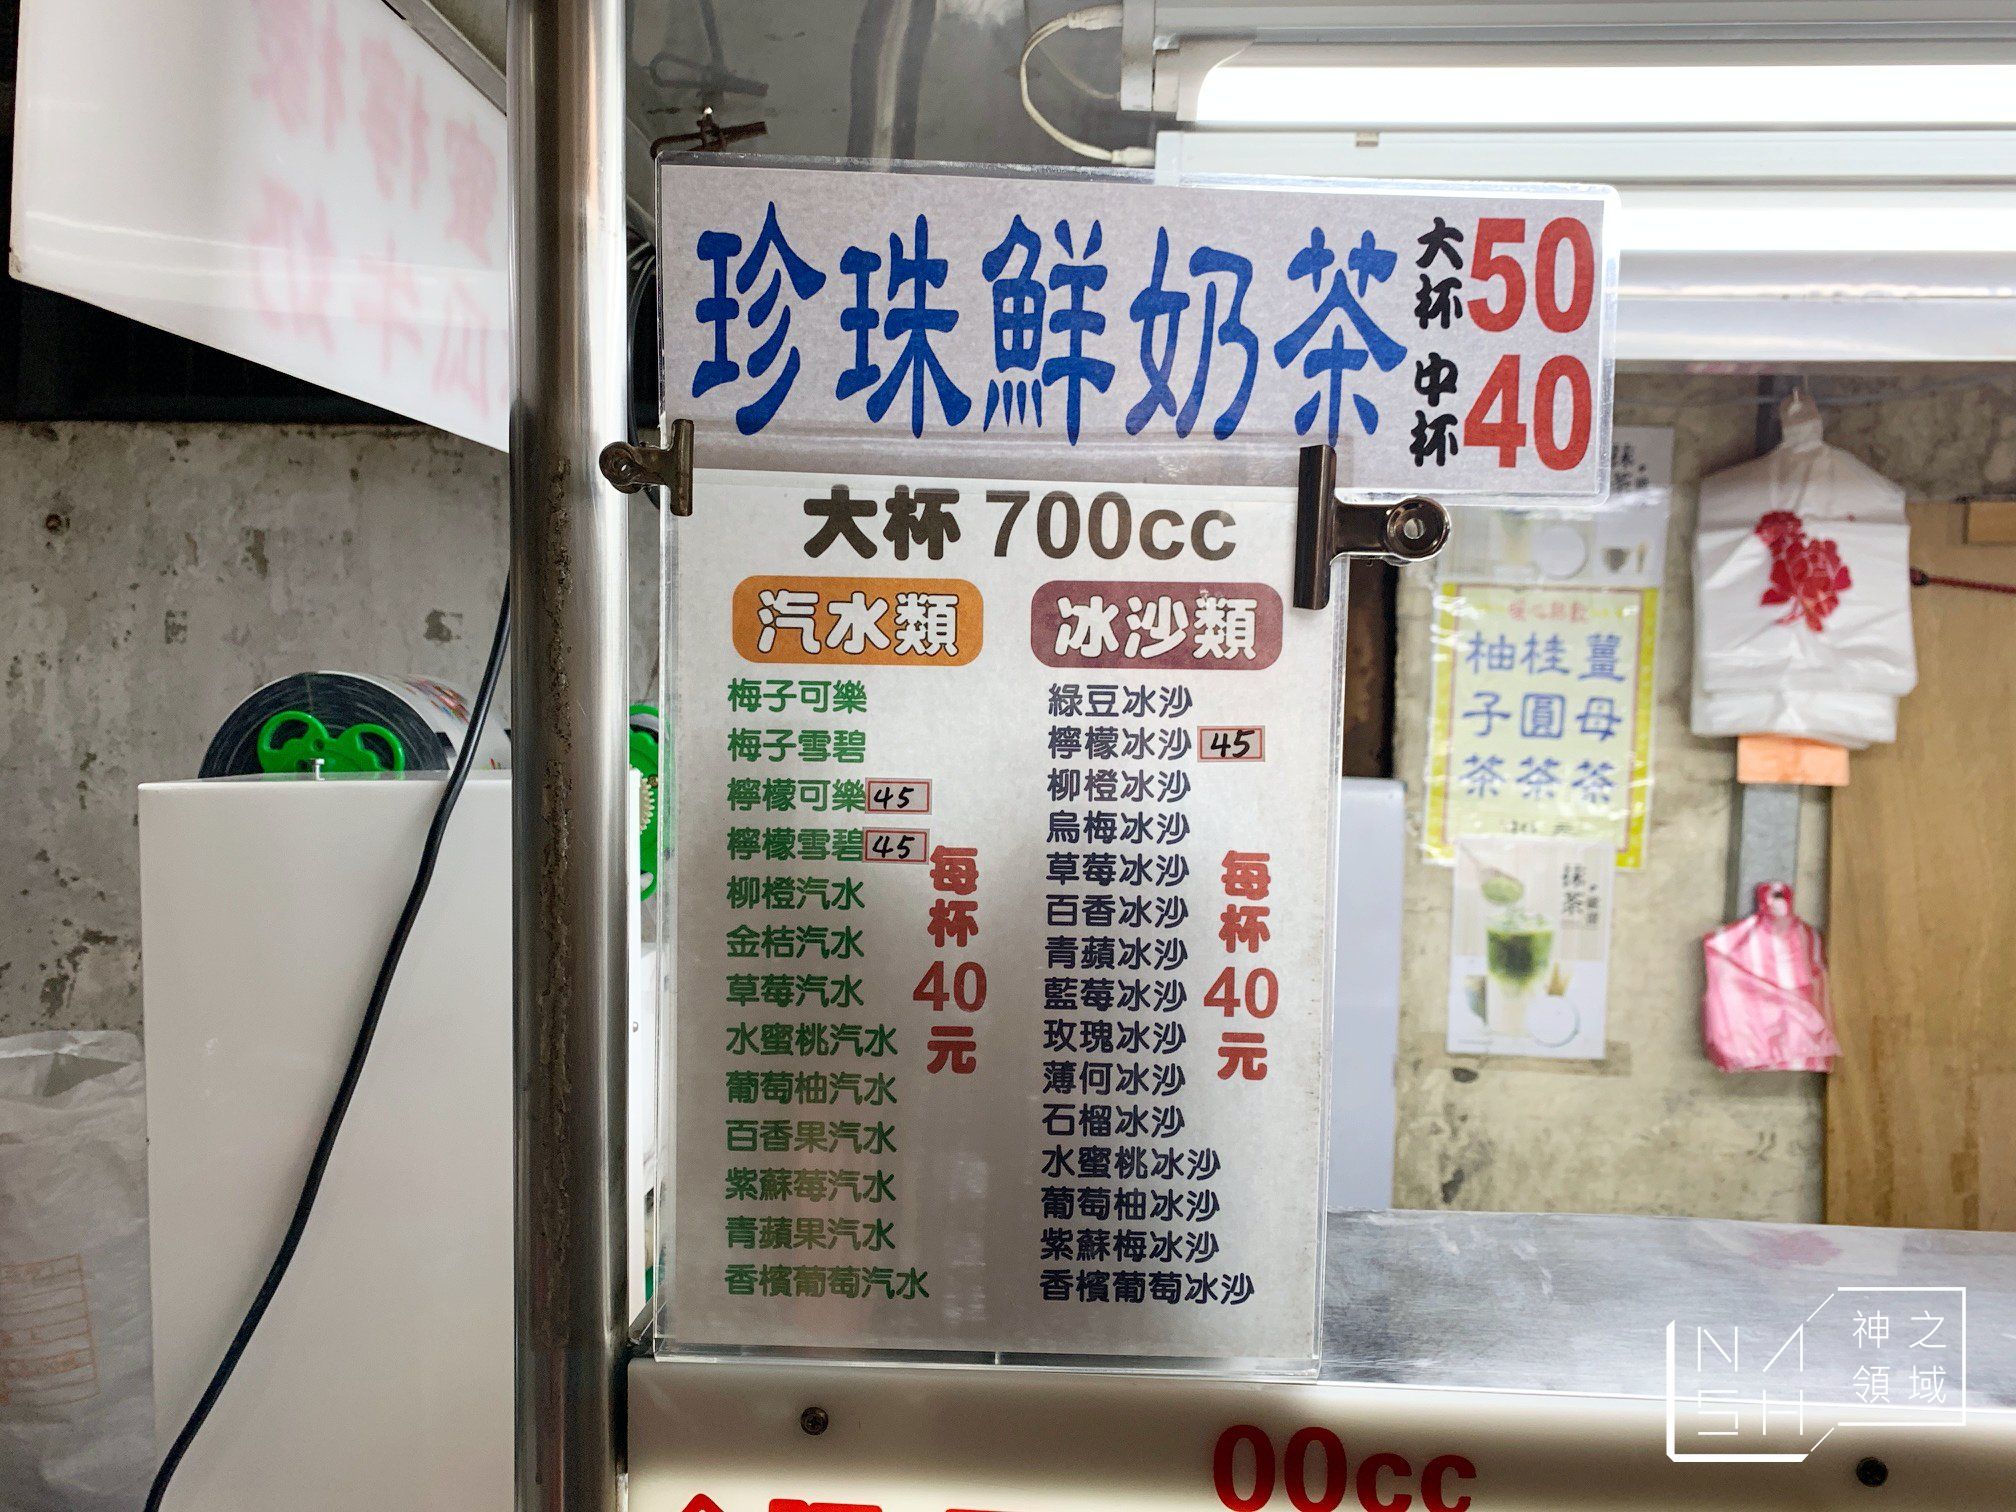 珍珠鮮奶茶
大杯50
中杯40
大杯 700cc
汽水類
梅子可樂
梅子雪碧
檸檬可樂 45
檸檬雪碧 45
柳橙汽水
金桔汽水
草莓汽水
水蜜桃汽水
葡萄柚汽水
百香果汽水
紫蘇莓汽水
青蘋果汽水
香檳葡萄汽水
每杯40元
冰沙類
綠豆冰沙
檸檬冰沙 45
柳橙冰沙
烏梅冰沙
草莓冰沙
百香冰沙
青蘋冰沙
藍莓冰沙
玫瑰冰沙
薄何冰沙
石榴冰沙
水蜜桃冰沙
葡萄柚冰沙
紫蘇梅冰沙
香檳葡萄冰沙
每杯40元
薑母茶
桂圓茶
柚子茶
抹茶
00cc
NASH
神之領域